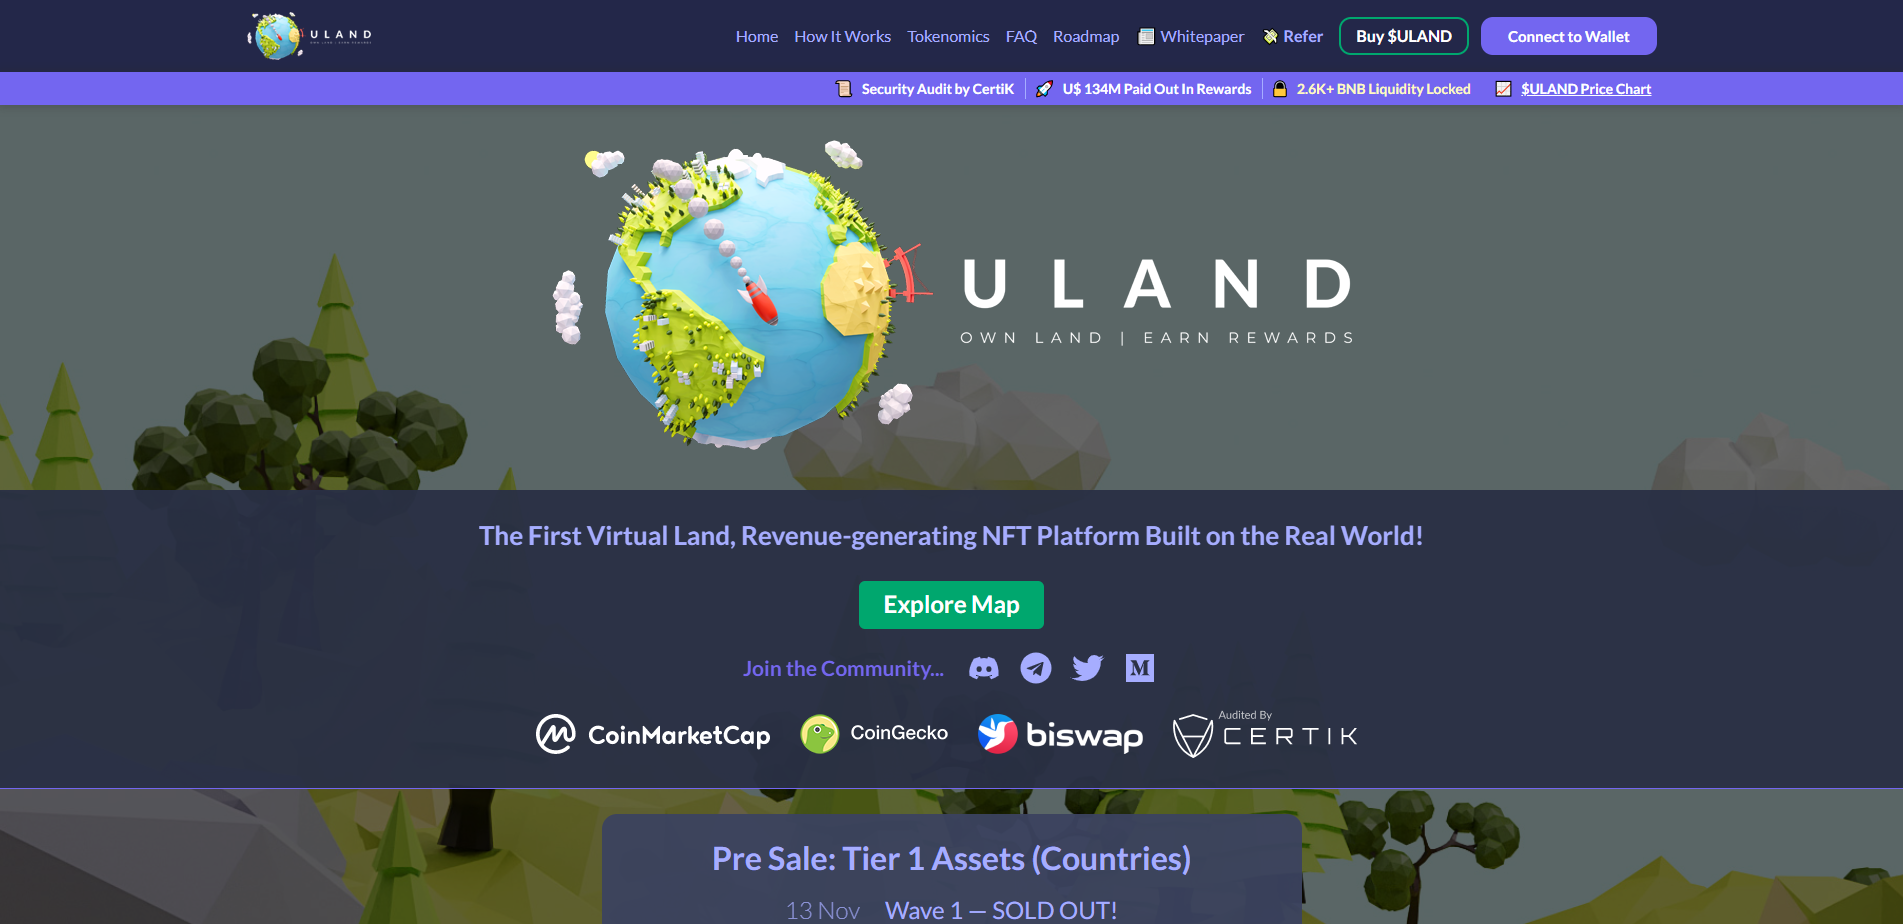 ULAND
Home How It Works Tokenomics FAQ Roadmap Whitepaper Refer Buy $ULAND Connect to Wallet
Security Audit by CertiK U$ 134M Paid Out In Rewards 2.6K+ BNB Liquidity Locked $ULAND Price Chart
ULAND
OWN LAND | EARN REWARDS
The First Virtual Land, Revenue-generating NFT Platform Built on the Real World!
Explore Map
Join the Community... M
CoinMarketCap CoinGecko biswap Audited By CERTIK
Pre Sale: Tier 1 Assets (Countries)
13 Nov Wave 1 — SOLD OUT!